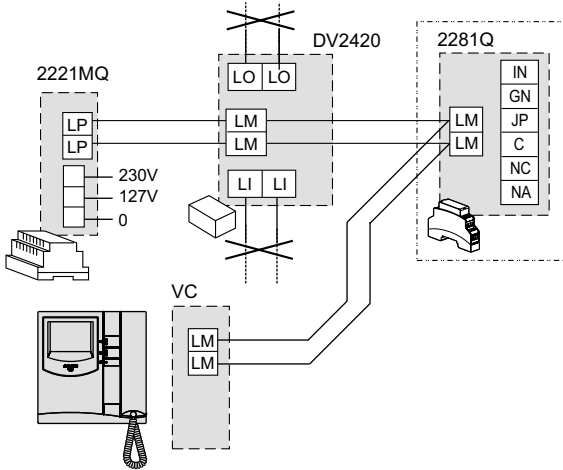 DV2420
2281Q
2221MQ
LO LO
IN
GN
LP
LM
LM
JP
LP
LM
LM
C
NC
230V
LI LI
NA
127V
0
VC
LM
LM